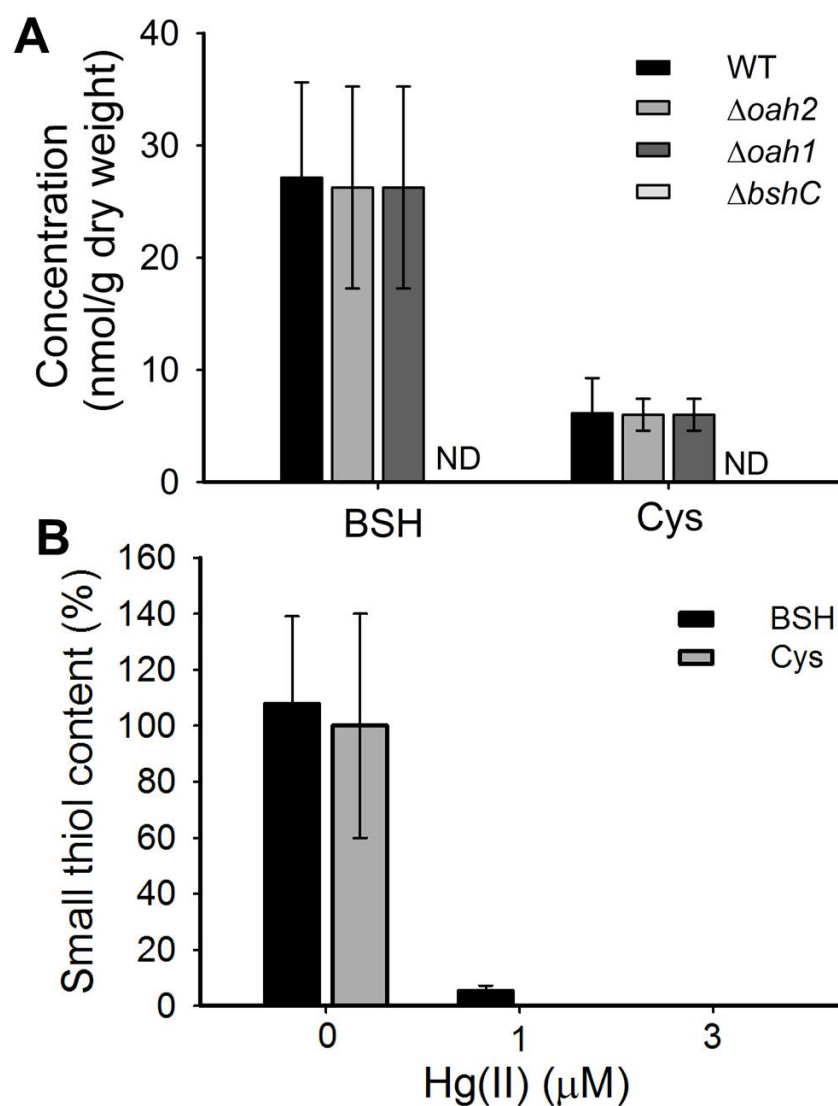 A
40
30
20
10
0
Concentration
(nmol/g dry weight)
WT
Δoah2
Δoah1
ΔbshC
ND
ND
BSH
Cys
B
160
140
120
100
80
60
40
20
0
Small thiol content (%)
BSH
Cys
0
1
3
Hg(II) (μM)